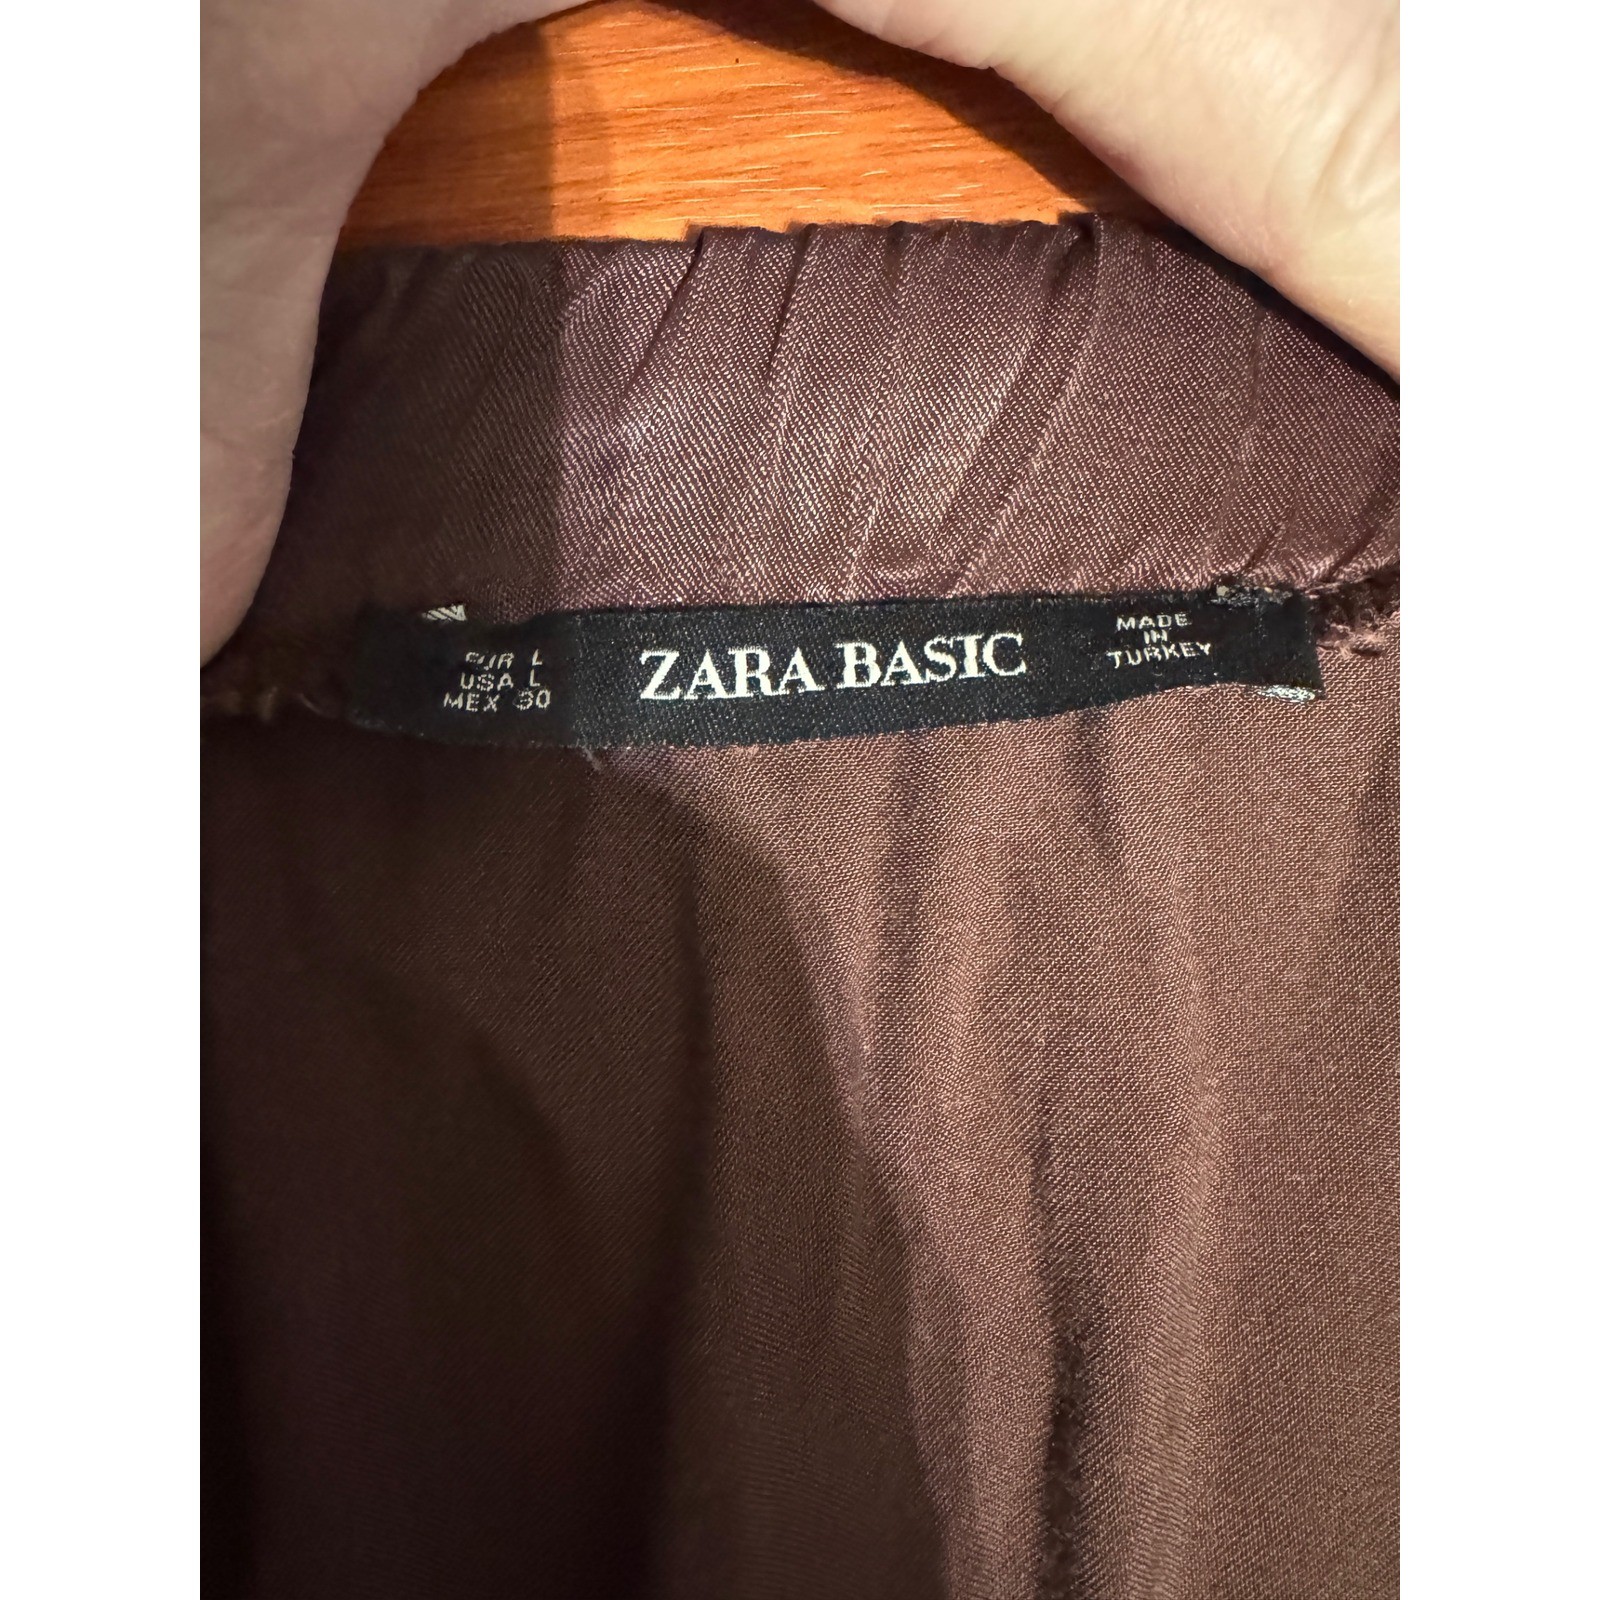 EUR L
USA L
MEX 30
ZARA BASIC
MADE
IN
TURKEY